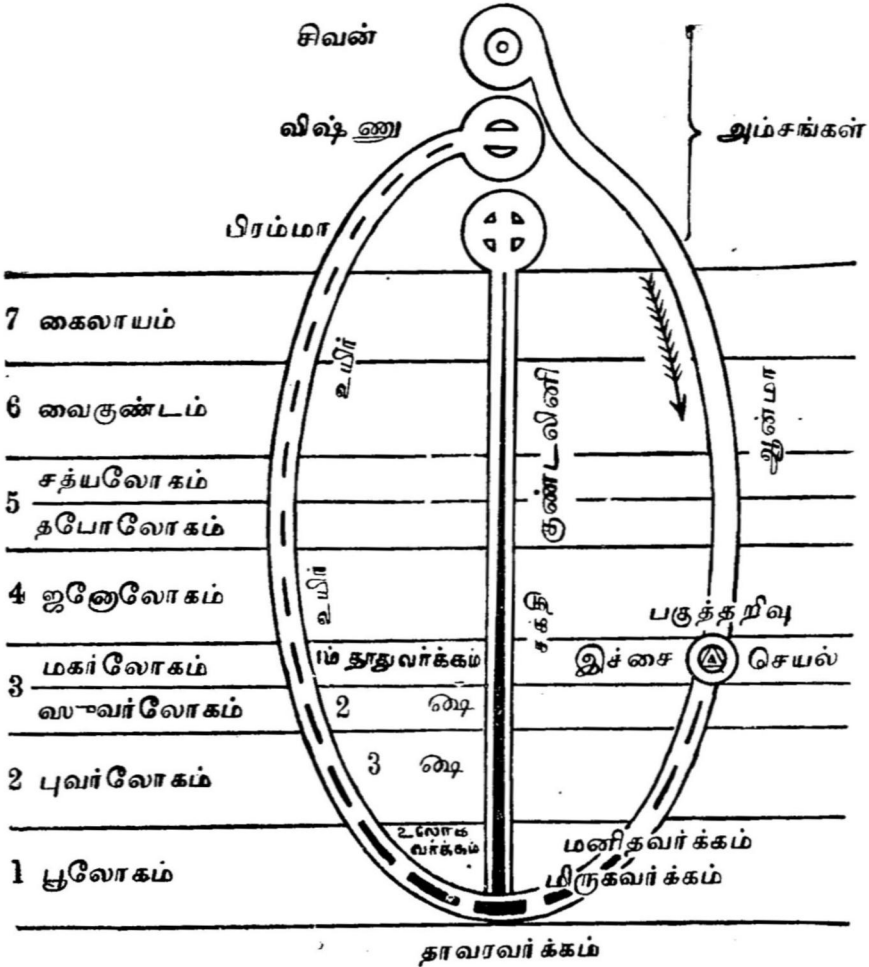 சிவன்
விஷ்ணு
அம்சங்கள்
பிரம்மா
7 கைலாயம்
உயிர்
6 வைகுண்டம்
குண்டலினி
ஆன்மா
5
சத்யலோகம்
தபோலோகம்
4 ஜனோலோகம்
உயிர்
சக்தி
பகுத்தறிவு
3
மகர்லோகம்
1ம் தூதுவர்க்கம்
இச்சை
செயல்
ஸுவர்லோகம்
2 ௸
2 புவர்லோகம்
3 ௸
உலோக
வர்க்கம்
மனிதவர்க்கம்
1 பூலோகம்
மிருகவர்க்கம்
தாவரவர்க்கம்